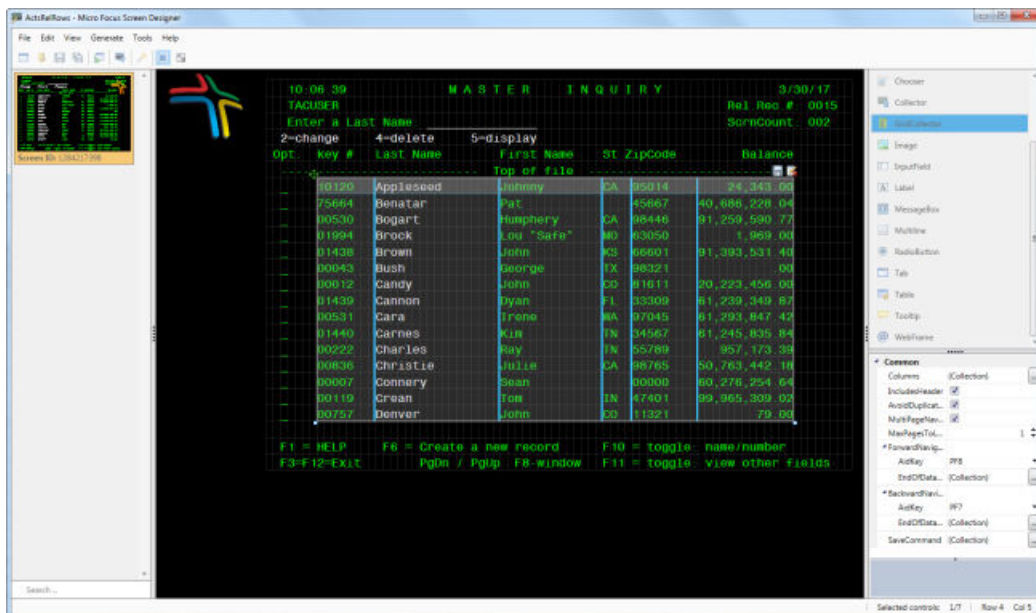 ActsRelRows - Micro Focus Screen Designer
File Edit View Generate Tools Help
Screen ID: 1284217398
Search ...
10:06 39 MASTER INQUIRY 3/30/17
TACUSER Rel Rec # 0015
Enter a Last Name ScrnCount 002
2=change 4=delete 5=display
Opt. key # Last Name First Name St ZipCode Balance
Top of file
10120 Appleseed Johnny CA 95014 24,343.00
75664 Benatar Pat 45667 40,686,228.04
00530 Bogart Humphery CA 98446 91,259,590.77
01994 Brock Lou "Safe" MO 63050 1,969.00
01438 Brown John KS 66601 91,393,531.40
00043 Bush George TX 98321 .00
00012 Candy John CO 81611 20,223,456.00
01439 Cannon Dyan FL 33309 61,239,349.87
00531 Cara Irene WA 97045 61,293,847.42
01440 Carnes Kim TN 34567 61,245,835.84
00222 Charles Ray TN 55789 957,173.39
00836 Christie Julie CA 98765 50,763,442.18
00007 Connery Sean 00000 60,276,254.64
00119 Crean Tom IN 47401 99,965,309.02
00757 Denver John CO 11321 79.00
F1 = HELP F6 = Create a new record F10 = toggle name/number
F3=F12=Exit PgDn / PgUp F8-window F11 = toggle view other fields
Chooser
Collector
GridCollector
Image
InputField
Label
MessageBox
Multiline
RadioButton
Tab
Table
Tooltip
WebFrame
Common
Columns (Collection)
IncludedHeader
AvoidDuplicat...
MultiPageNav...
MaxPagesToL... 1
ForwardNavig...
AidKey PF8
EndOfData... (Collection)
BackwardNavi...
AidKey PF7
EndOfData... (Collection)
SaveCommand (Collection)
Selected controls: 1/7 Row 4 Col 5